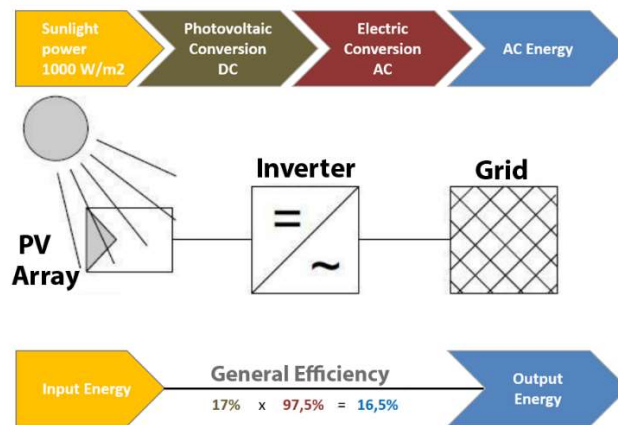 Sunlight
power
1000 W/m2
Photovoltaic
Conversion
DC
Electric
Conversion
AC
AC Energy
Inverter
Grid
=
~
PV
Array
Input Energy
General Efficiency
17% x 97,5% = 16,5%
Output
Energy